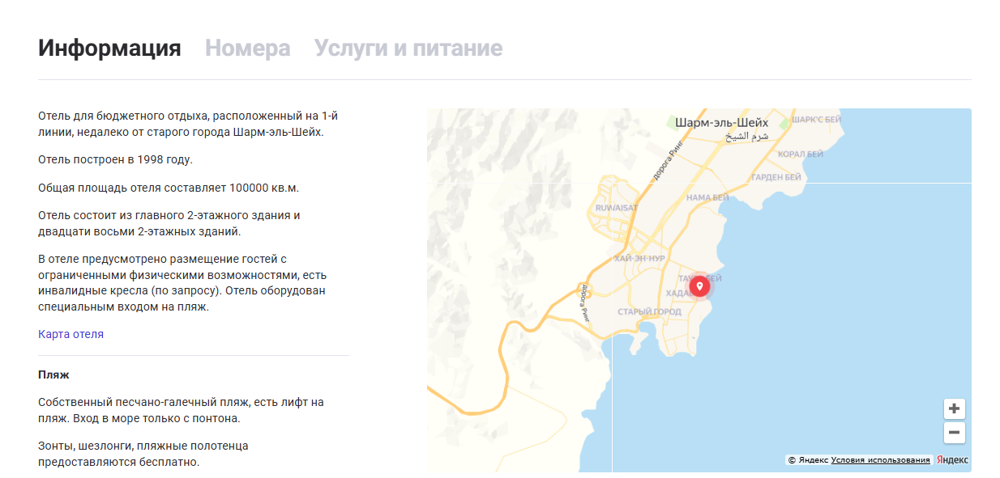 Информация Номера Услуги и питание
Отель для бюджетного отдыха, расположенный на 1-й
линии, недалеко от старого города Шарм-эль-Шейх.
Отель построен в 1998 году.
Общая площадь отеля составляет 100000 кв.м.
Отель состоит из главного 2-этажного здания и
двадцати восьми 2-этажных зданий.
В отеле предусмотрено размещение гостей с
ограниченными физическими возможностями, есть
инвалидные кресла (по запросу). Отель оборудован
специальным входом на пляж.
Карта отеля
Пляж
Собственный песчано-галечный пляж, есть лифт на
пляж. Вход в море только с понтона.
Зонты, шезлонги, пляжные полотенца
предоставляются бесплатно.
Шарм-эль-Шейх
شرم الشيخ
ШАРК'С БЕЙ
дорога Ринг
КОРАЛ БЕЙ
ГАРДЕН БЕЙ
НАМА БЕЙ
RUWAISAT
ХАЙ-ЭН-НУР
БЕЙ
дорога Ринг
СТАРЫЙ ГОРОД
© Яндекс Условия использования Яндекс